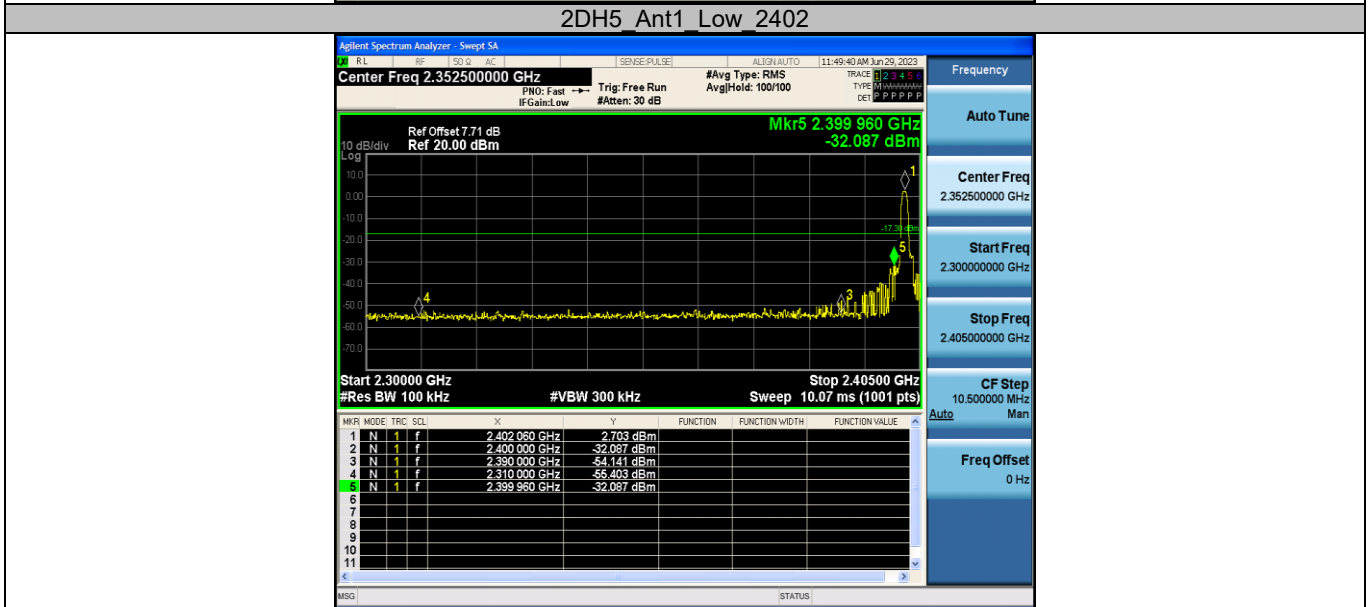 2DH5_Ant1_Low_2402
Agilent Spectrum Analyzer - Swept SA
RL RF 50 Ω AC SENSE:PULSE ALIGN AUTO 11:49:40 AM Jun 29, 2023
Center Freq 2.352500000 GHz
PNO: Fast
IFGain:Low
Trig: Free Run
#Atten: 30 dB
#Avg Type: RMS
Avg|Hold: 100/100
TRACE 1 2 3 4 5 6
TYPE M
DET P P P P P P
Ref Offset 7.71 dB
10 dB/div Ref 20.00 dBm
Log
Mkr5 2.399 960 GHz
-32.087 dBm
10.0
0.00
-10.0
-20.0
-30.0
-40.0
-50.0
-60.0
-70.0
1
-17.30 dBm
5
3
4
Start 2.30000 GHz Stop 2.40500 GHz
#Res BW 100 kHz #VBW 300 kHz Sweep 10.07 ms (1001 pts)
MKR MODE TRC SCL X Y FUNCTION FUNCTION WIDTH FUNCTION VALUE
1 N 1 f 2.402 060 GHz 2.703 dBm
2 N 1 f 2.400 000 GHz -32.087 dBm
3 N 1 f 2.390 000 GHz -54.141 dBm
4 N 1 f 2.310 000 GHz -55.403 dBm
5 N 1 f 2.399 960 GHz -32.087 dBm
6
7
8
9
10
11
MSG STATUS
Frequency
Auto Tune
Center Freq
2.352500000 GHz
Start Freq
2.300000000 GHz
Stop Freq
2.405000000 GHz
CF Step
10.500000 MHz
Auto Man
Freq Offset
0 Hz